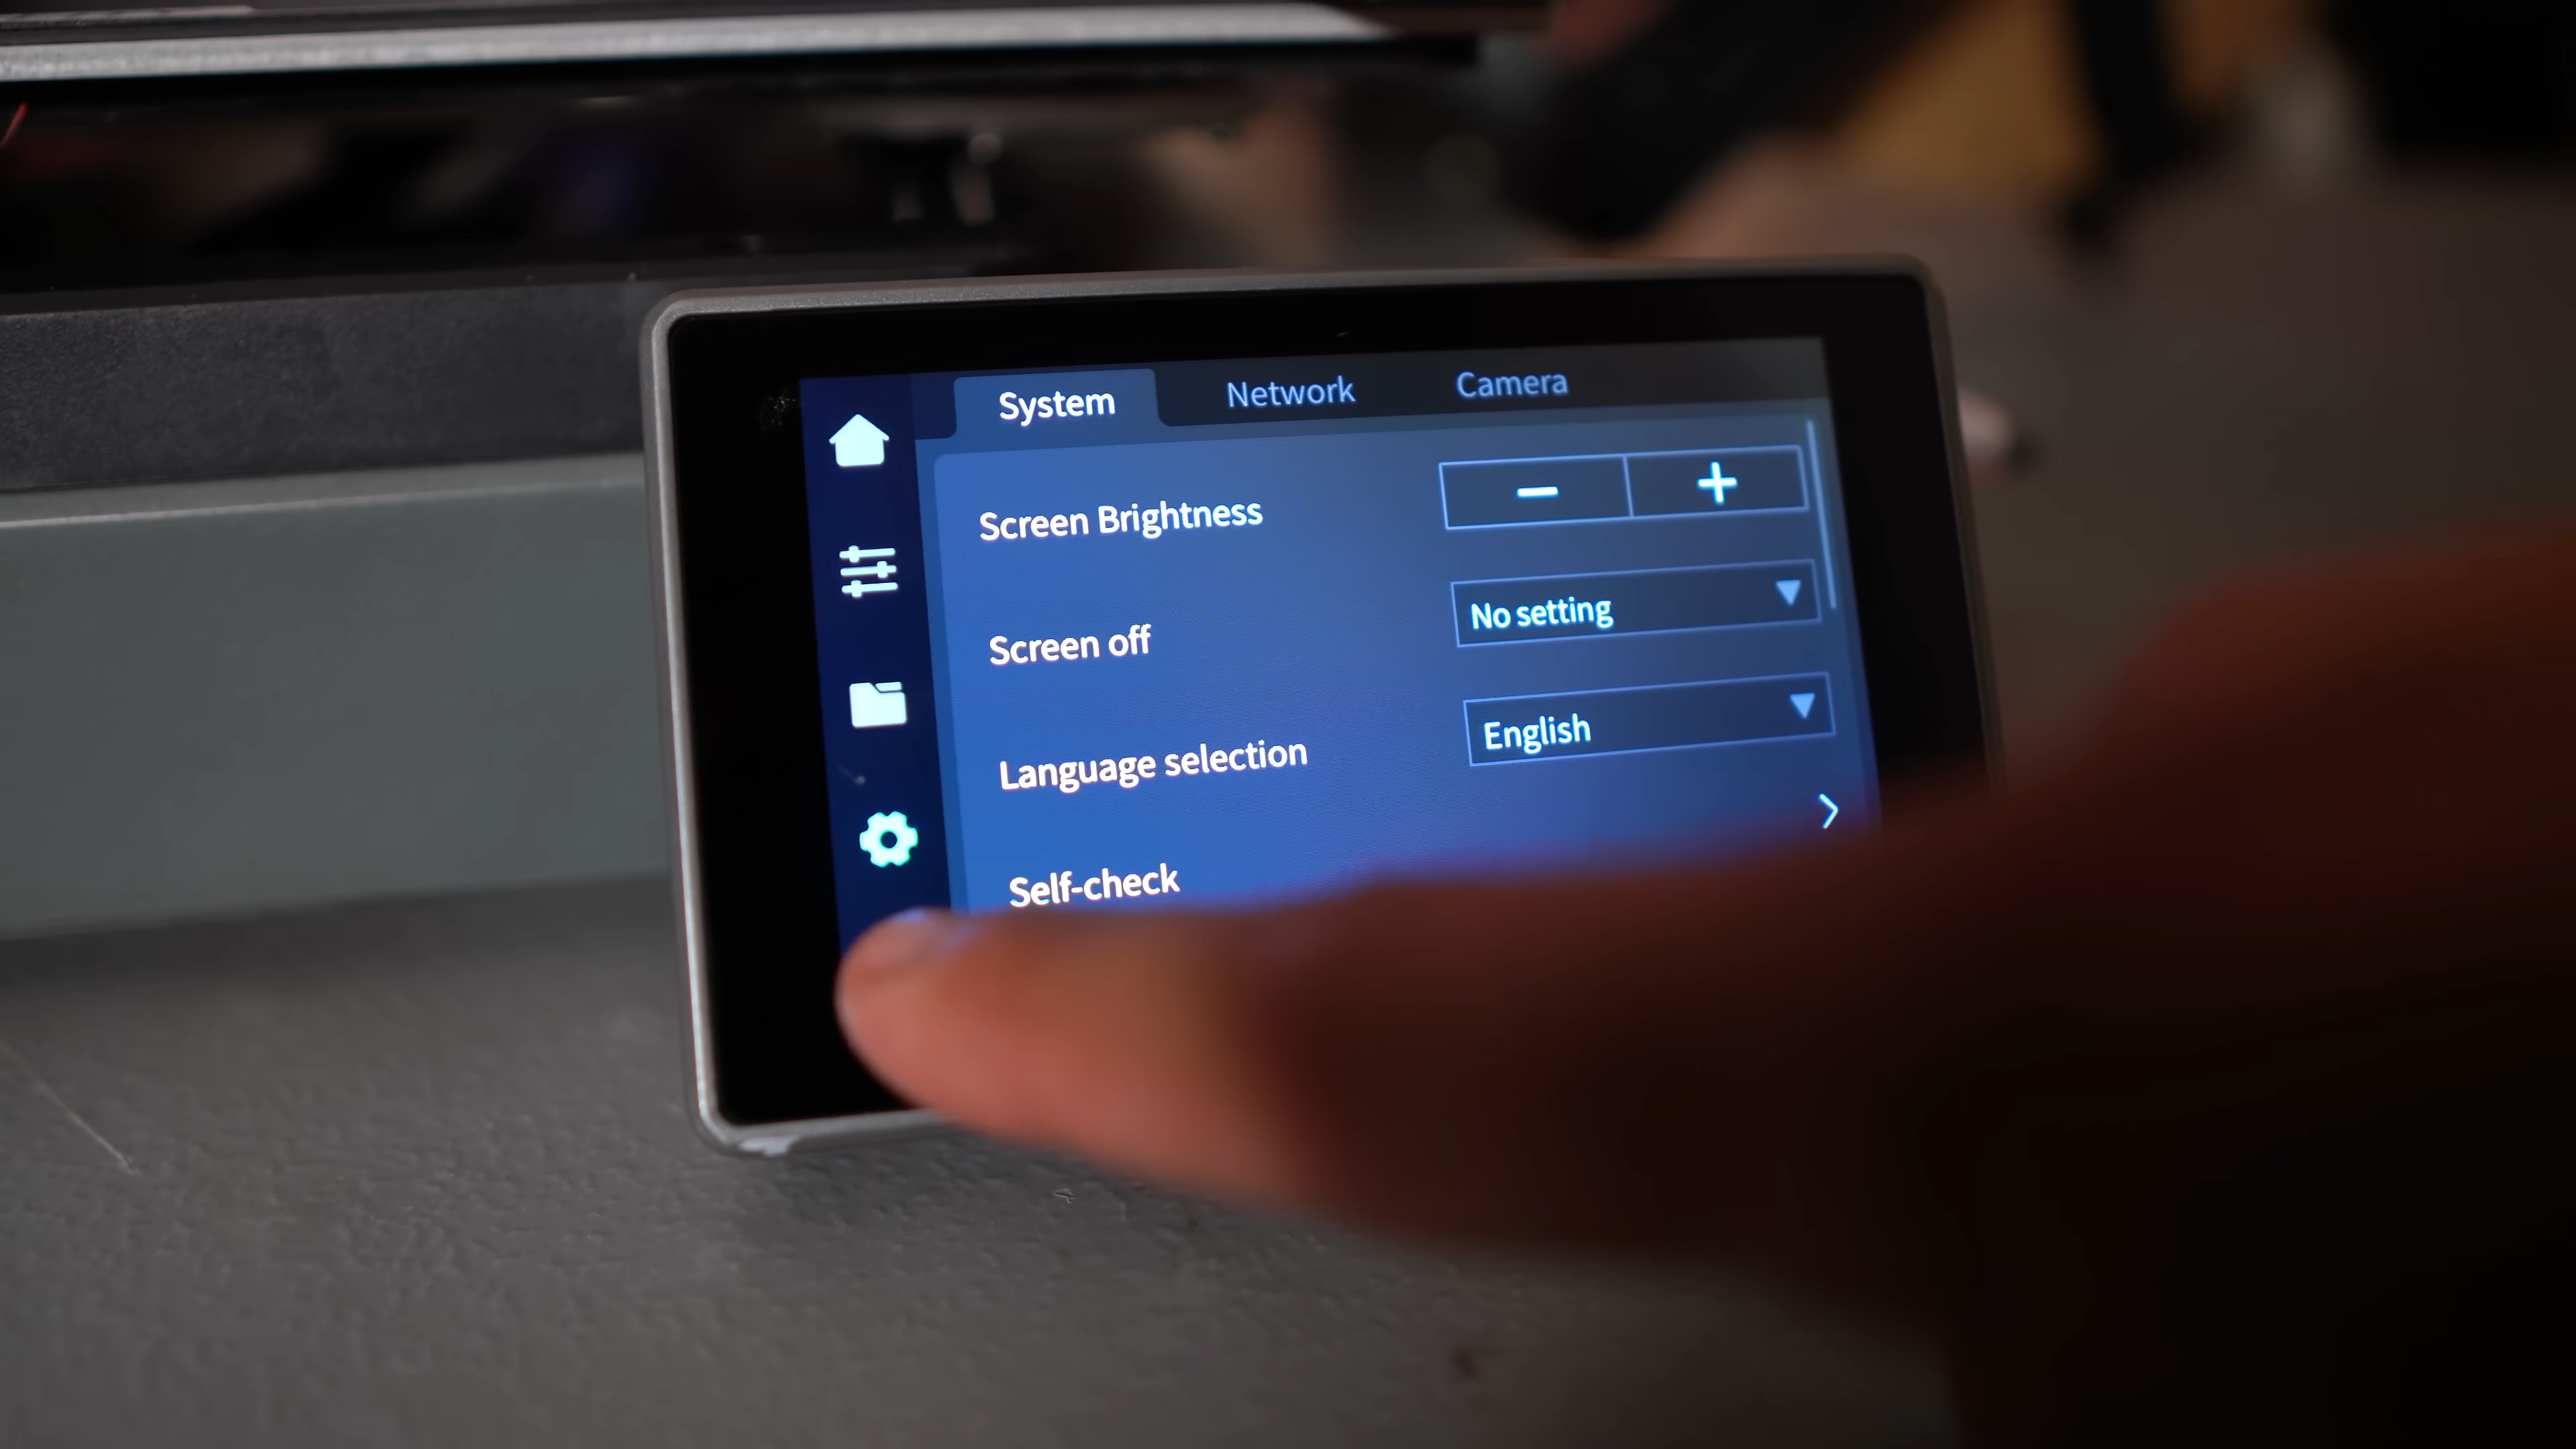 System Network Camera
Screen Brightness − +
Screen off No setting
Language selection English
Self-check